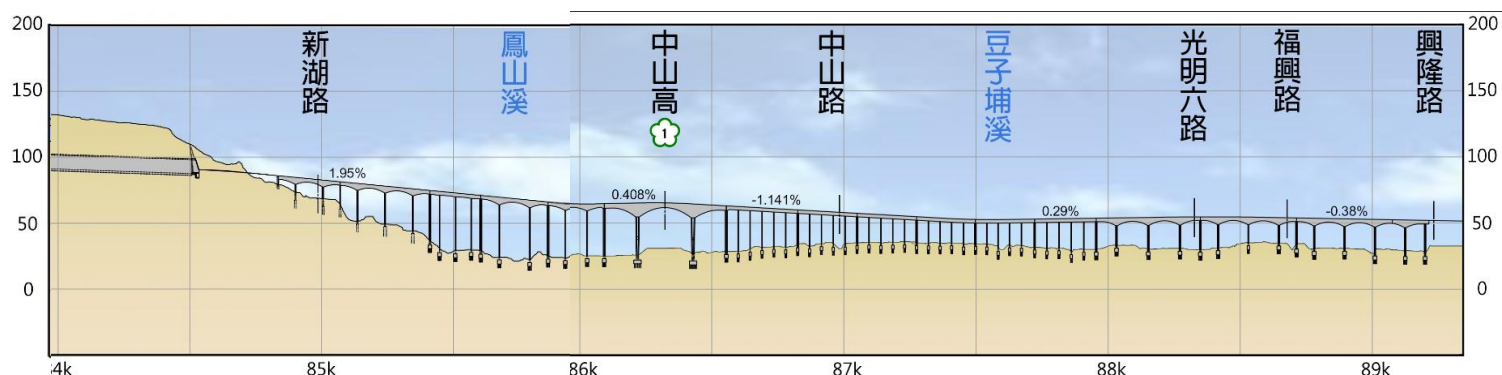 200
200
新湖路
鳳山溪
中山高
1
中山路
豆子埔溪
光明六路
福興路
興隆路
150
150
100
100
1.95%
0.408%
-1.141%
0.29%
-0.38%
50
50
0
0
4k
85k
86k
87k
88k
89k